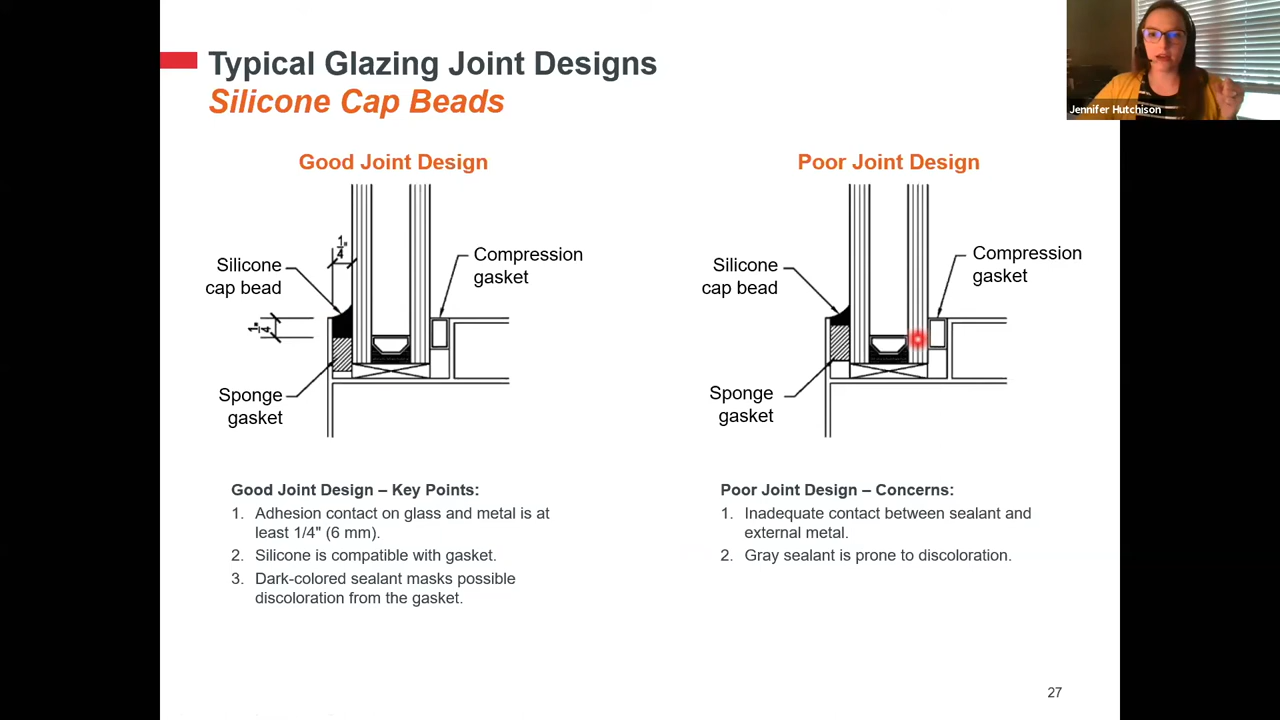 Typical Glazing Joint Designs
Silicone Cap Beads
Jennifer Hutchison
Good Joint Design
1/4"
Silicone
cap bead
Compression
gasket
1/4"
Sponge
gasket
Good Joint Design – Key Points:
1. Adhesion contact on glass and metal is at
least 1/4" (6 mm).
2. Silicone is compatible with gasket.
3. Dark-colored sealant masks possible
discoloration from the gasket.
Poor Joint Design
Silicone
cap bead
Compression
gasket
Sponge
gasket
Poor Joint Design – Concerns:
1. Inadequate contact between sealant and
external metal.
2. Gray sealant is prone to discoloration.
27